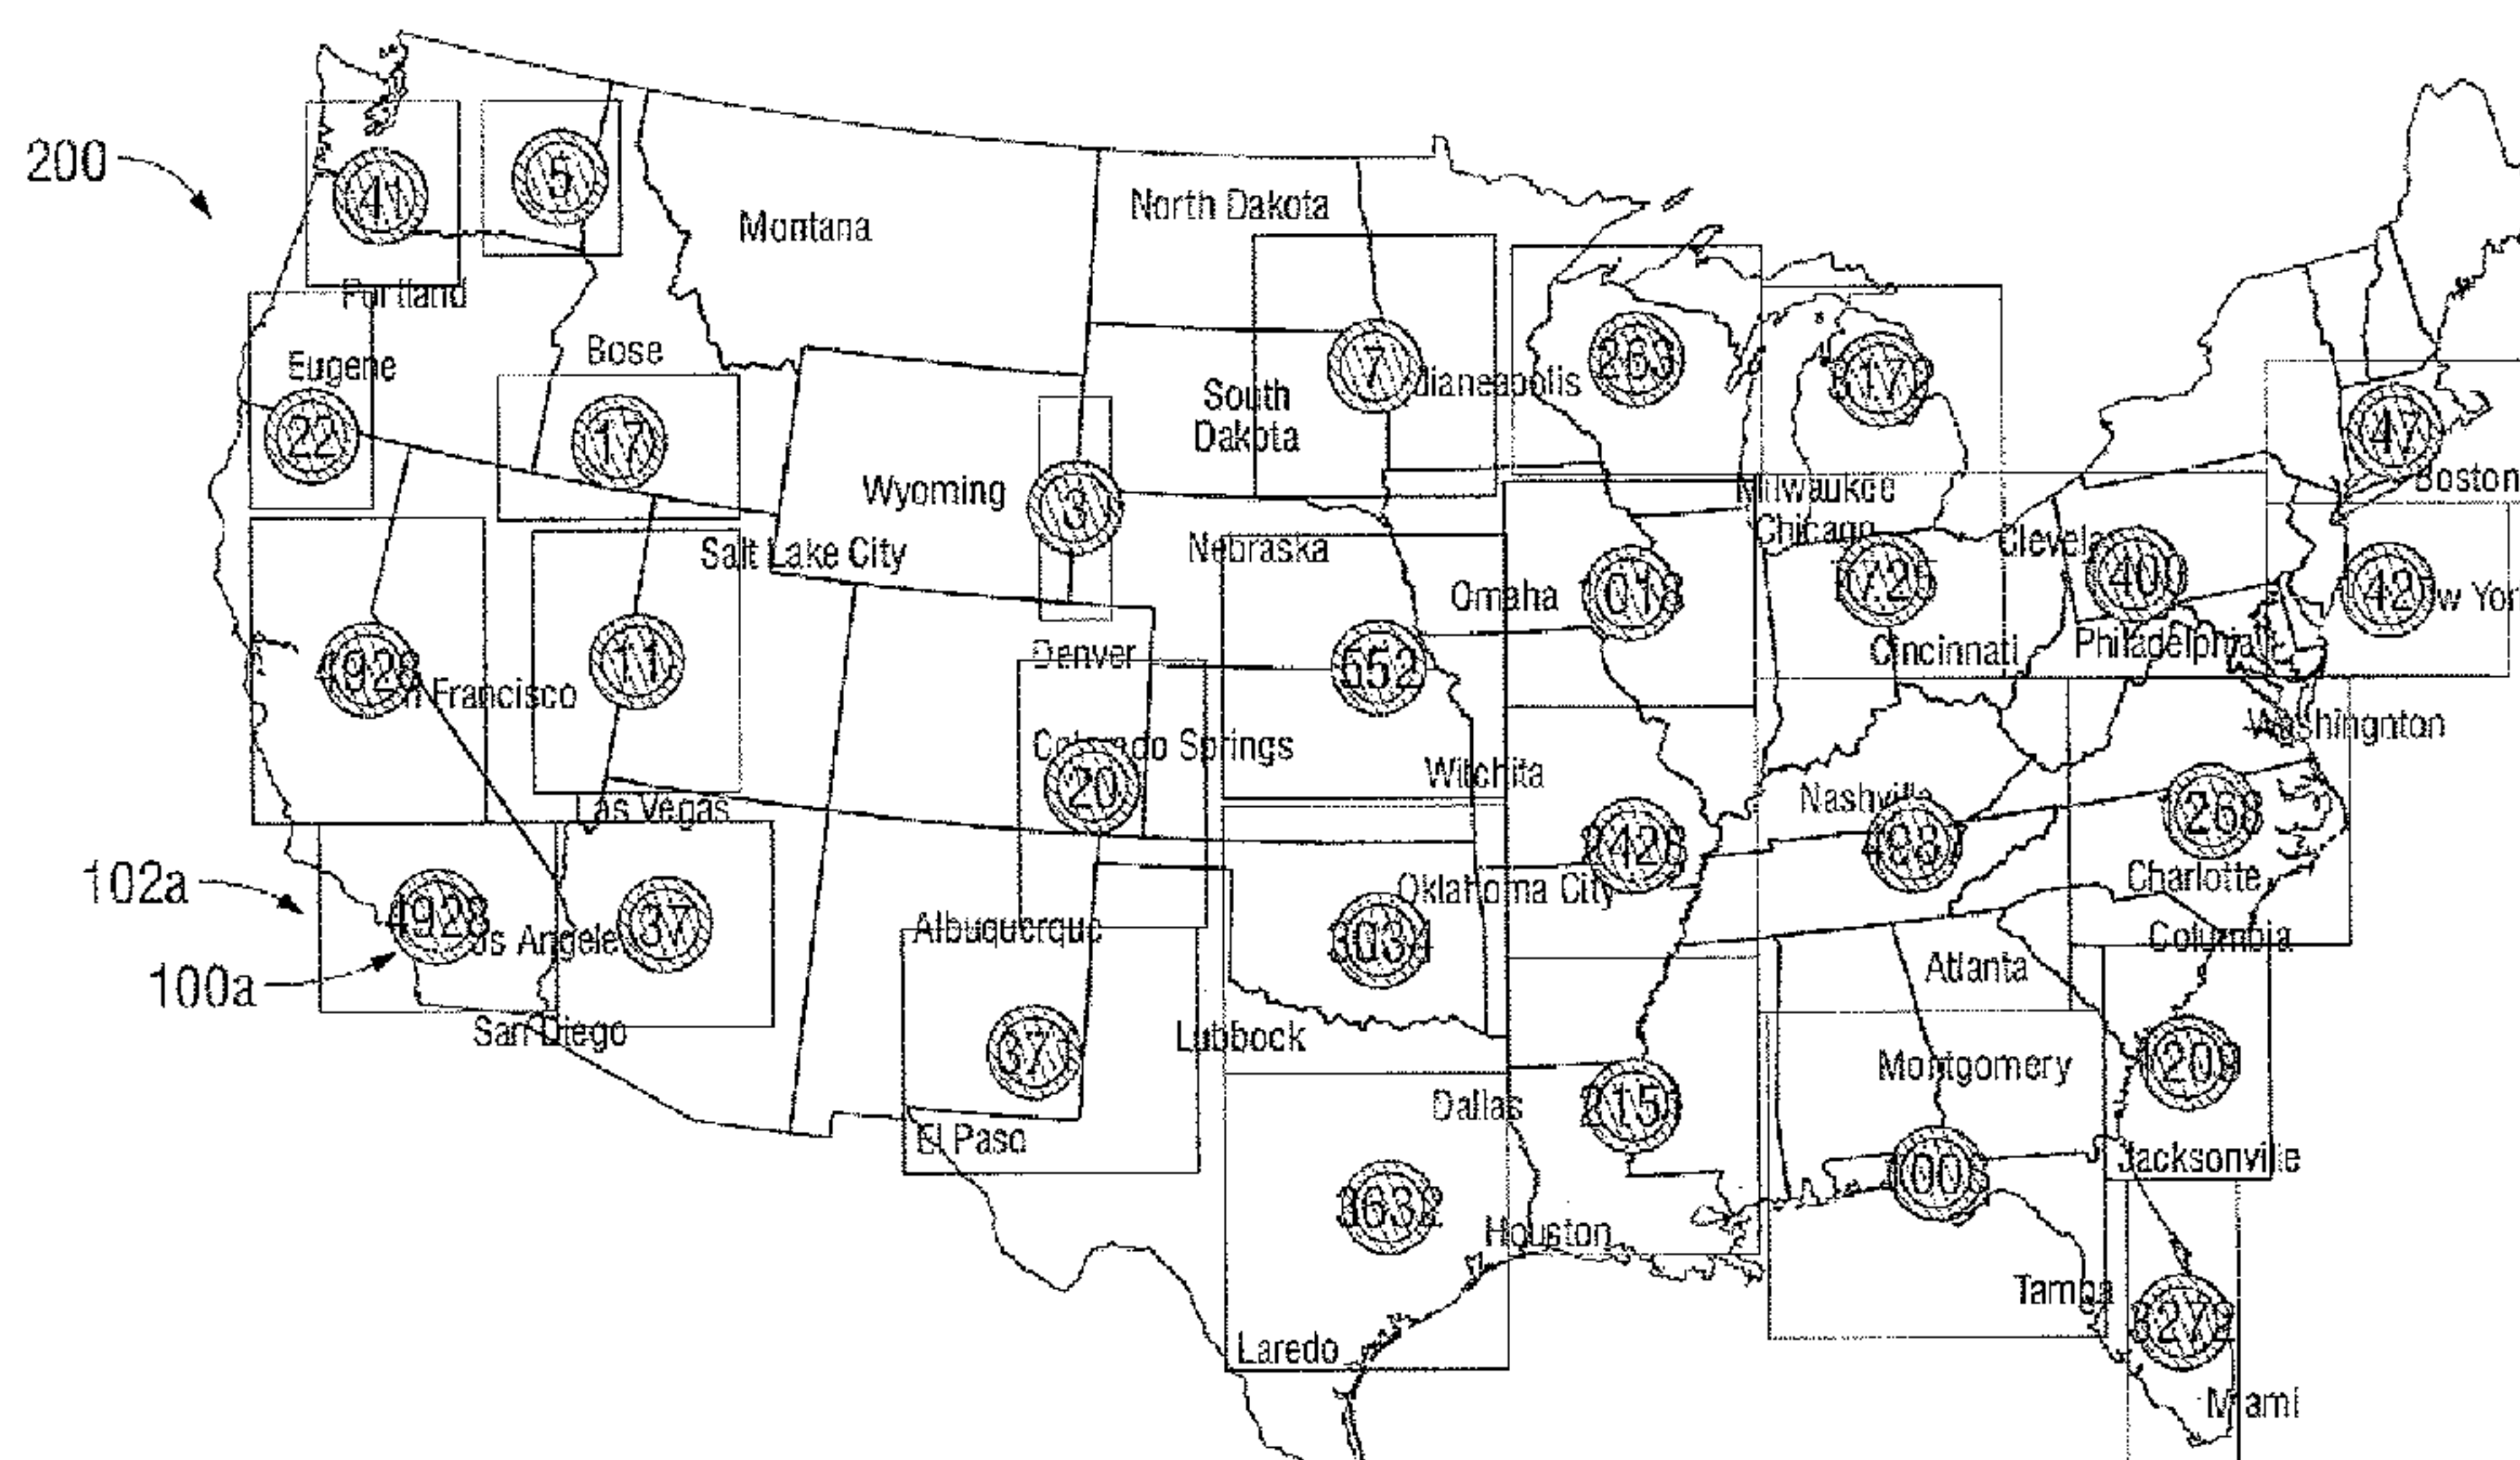 200
41
5
Montana
North Dakota
Portland
Eugene
Bose
South
Dakota
7
263
47
22
17
Wyoming
3
Milwaukee
Boston
Salt Lake City
Nebraska
Chicago
Omaha
40
42
11
Denver
552
Cincinnati
Philadelphia
4928
Francisco
Colorado Springs
Washingnton
20
Witchita
Las Vegas
Nashville
268
102a
4928
37
Oklahoma City
Charlotte
Albuquerque
Columbia
100a
Atlanta
San Diego
Lubbock
Montgomery
Dallas
El Paso
Jacksonville
Houston
Tampa
Laredo
Miami